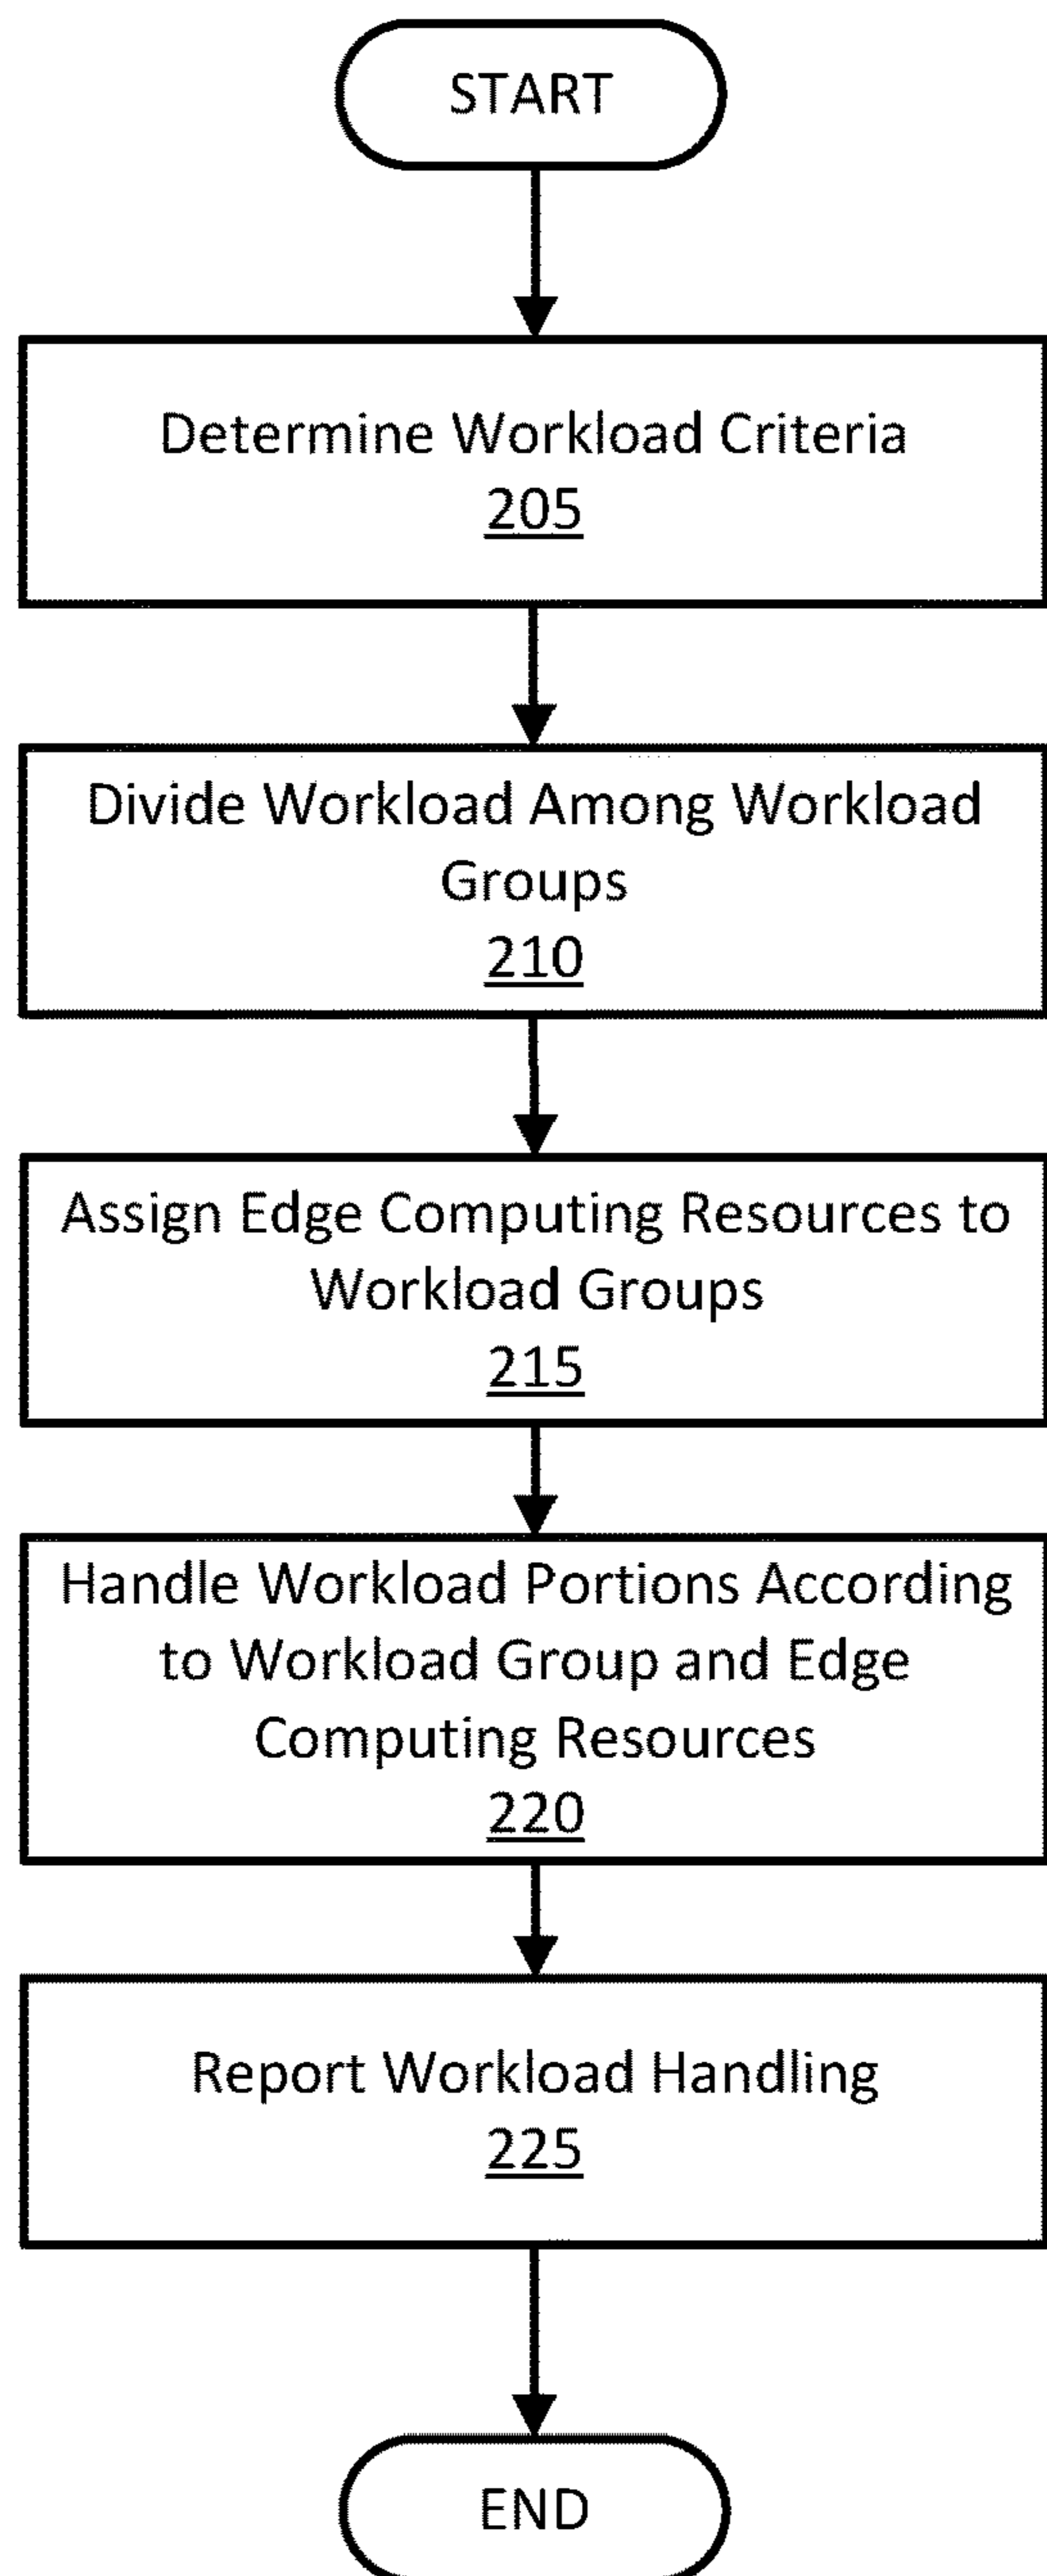 START
Determine Workload Criteria
205
Divide Workload Among Workload
Groups
210
Assign Edge Computing Resources to
Workload Groups
215
Handle Workload Portions According
to Workload Group and Edge
Computing Resources
220
Report Workload Handling
225
END